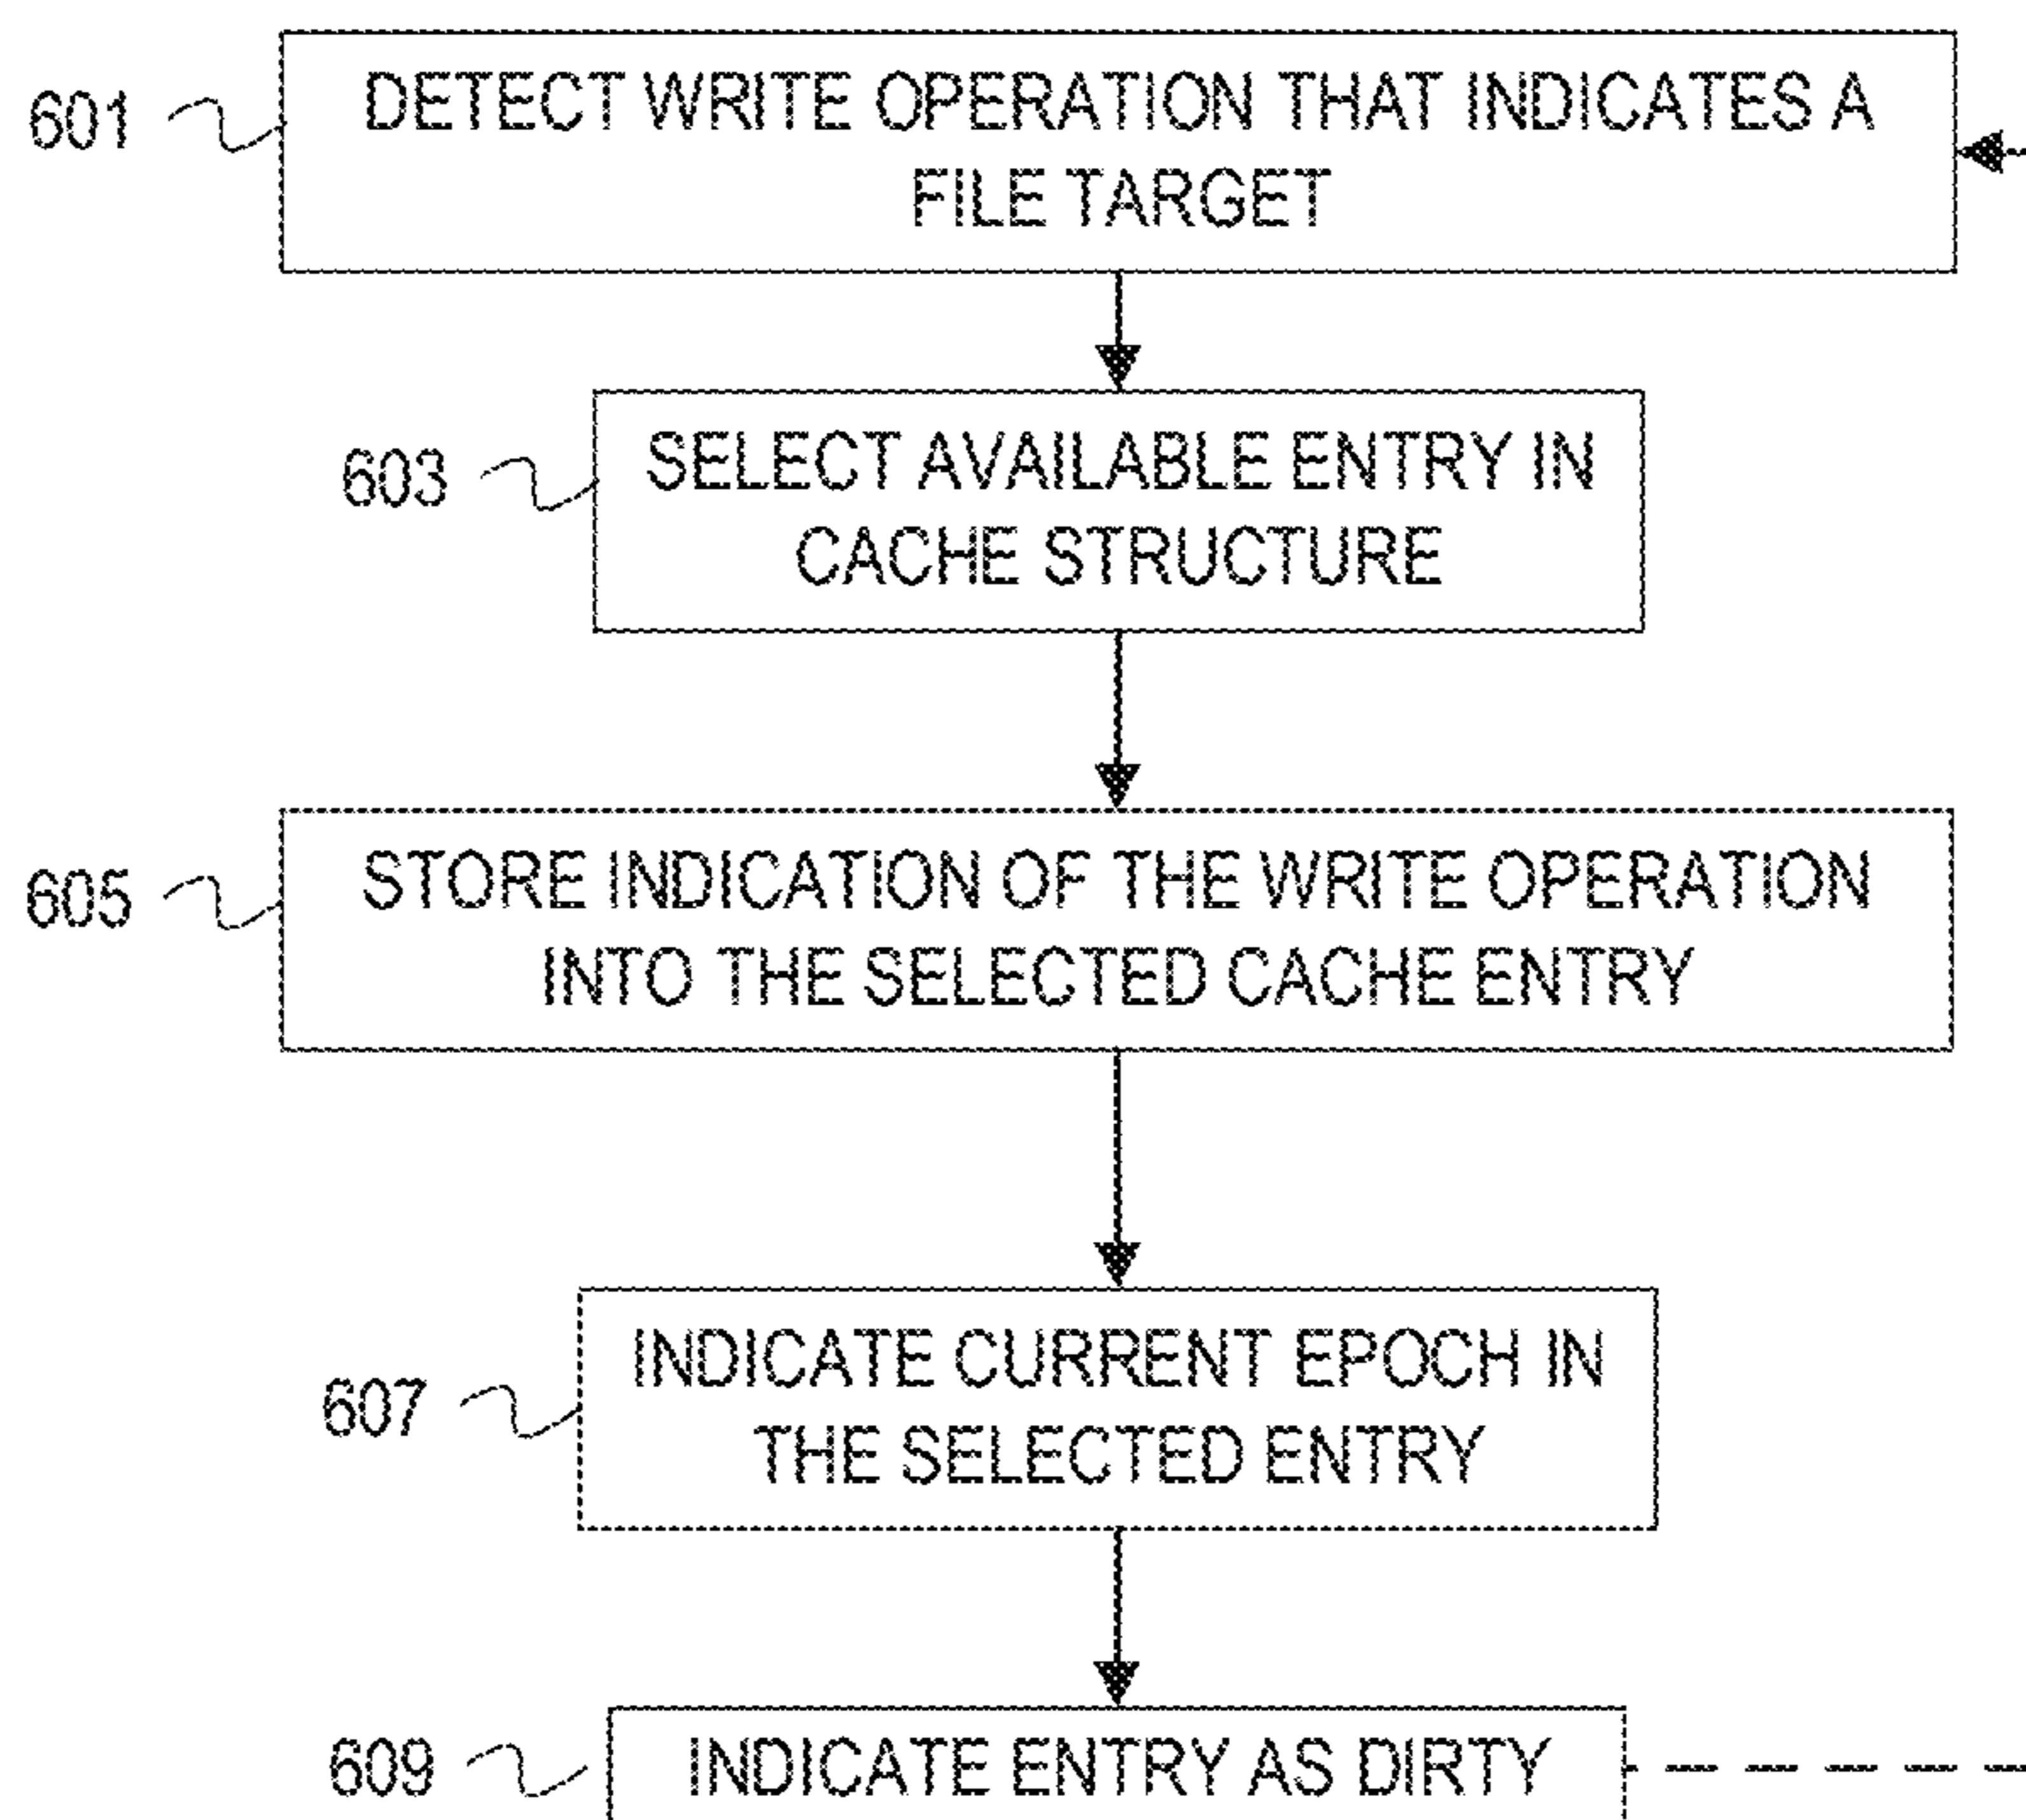 601
DETECT WRITE OPERATION THAT INDICATES A
FILE TARGET
603
SELECT AVAILABLE ENTRY IN
CACHE STRUCTURE
605
STORE INDICATION OF THE WRITE OPERATION
INTO THE SELECTED CACHE ENTRY
607
INDICATE CURRENT EPOCH IN
THE SELECTED ENTRY
609
INDICATE ENTRY AS DIRTY